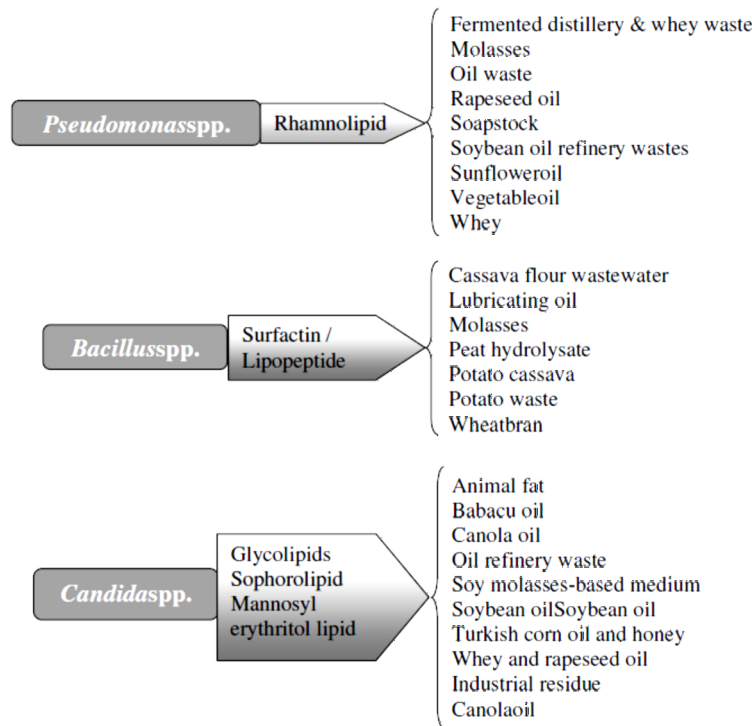 Pseudomonasspp.
Rhamnolipid
Fermented distillery & whey waste
Molasses
Oil waste
Rapeseed oil
Soapstock
Soybean oil refinery wastes
Sunfloweroil
Vegetableoil
Whey
Bacillusspp.
Surfactin /
Lipopeptide
Cassava flour wastewater
Lubricating oil
Molasses
Peat hydrolysate
Potato cassava
Potato waste
Wheatbran
Candidaspp.
Glycolipids
Sophorolipid
Mannosyl
erythritol lipid
Animal fat
Babacu oil
Canola oil
Oil refinery waste
Soy molasses-based medium
Soybean oilSoybean oil
Turkish corn oil and honey
Whey and rapeseed oil
Industrial residue
Canolaoil